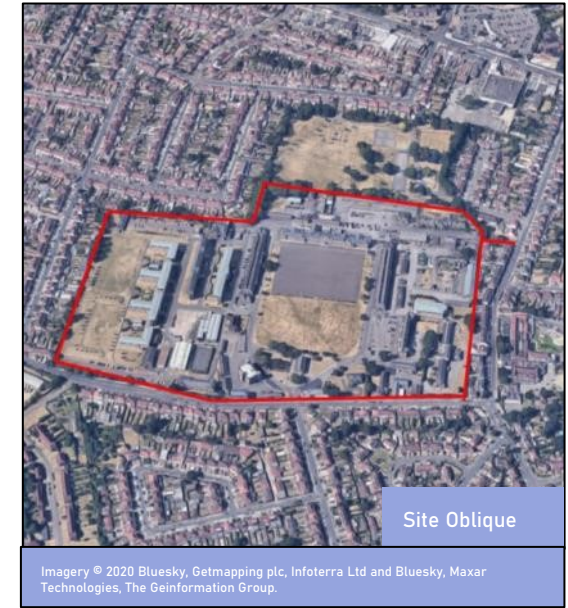 Site Oblique
Imagery © 2020 Bluesky, Getmapping plc, Infoterra Ltd and Bluesky, Maxar
Technologies, The Geinformation Group.